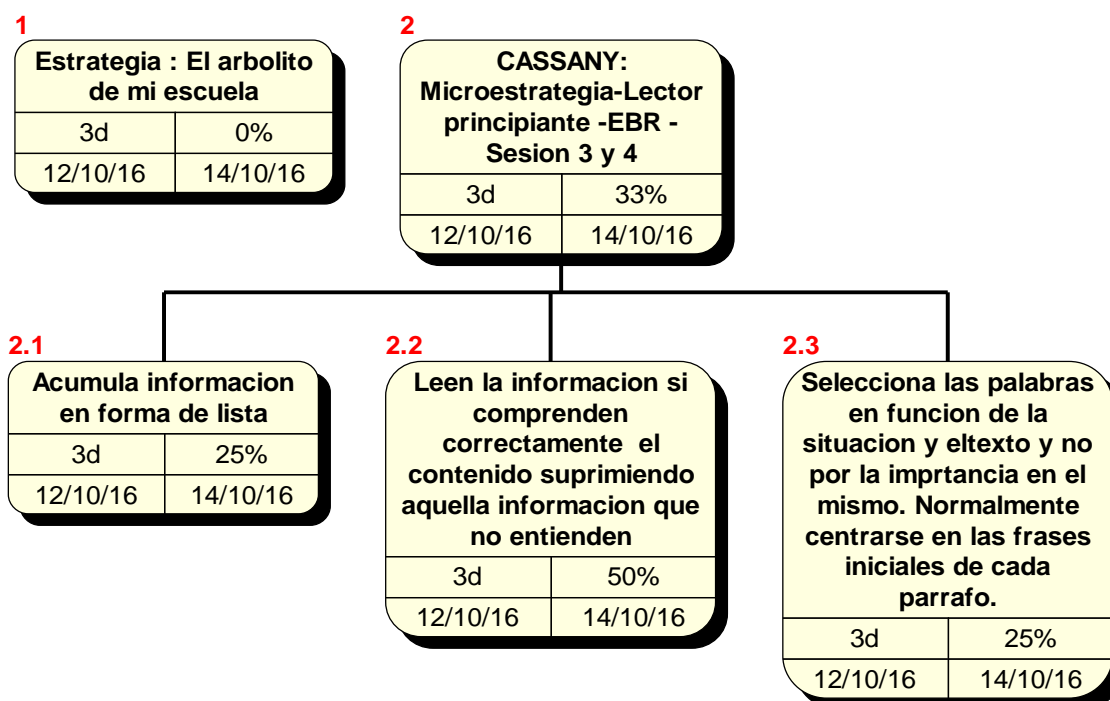 1
Estrategia : El arbolito
de mi escuela
3d 0%
12/10/16 14/10/16
2
CASSANY:
Microestrategia-Lector
principiante -EBR -
Sesion 3 y 4
3d 33%
12/10/16 14/10/16
2.1
Acumula informacion
en forma de lista
3d 25%
12/10/16 14/10/16
2.2
Leen la informacion si
comprenden
correctamente el
contenido suprimiendo
aquella informacion que
no entienden
3d 50%
12/10/16 14/10/16
2.3
Selecciona las palabras
en funcion de la
situacion y eltexto y no
por la imprtancia en el
mismo. Normalmente
centrarse en las frases
iniciales de cada
parrafo.
3d 25%
12/10/16 14/10/16